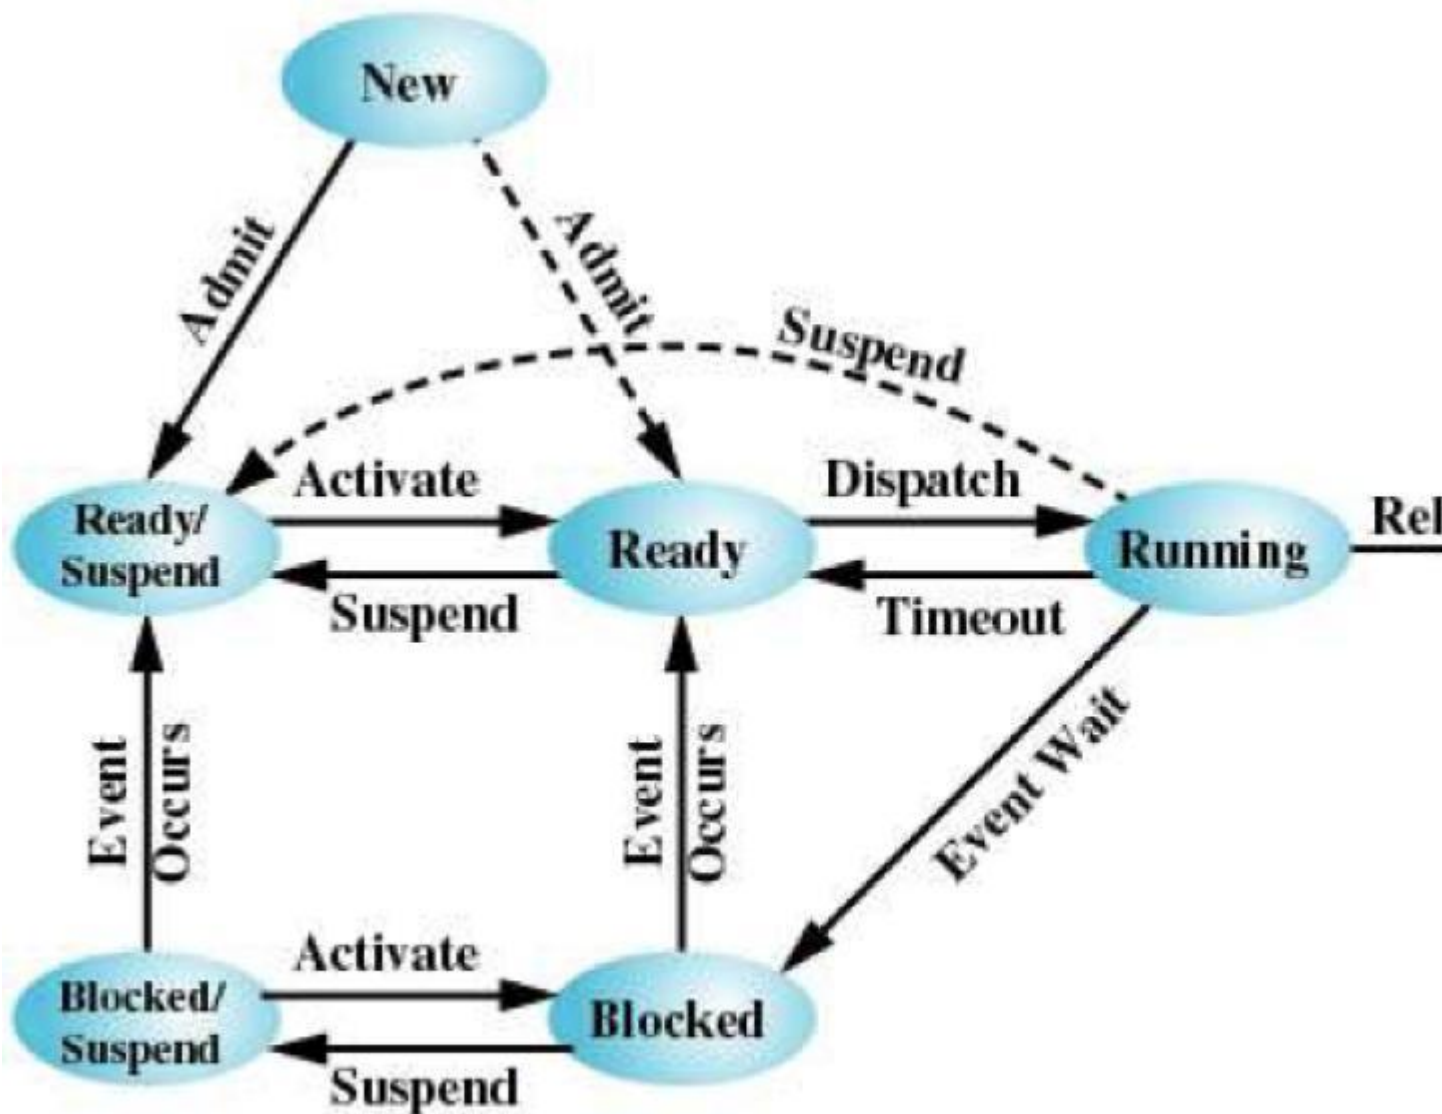 New
Admit
Admit
Suspend
Activate
Dispatch
Ready/
Suspend
Ready
Running
Rel
Suspend
Timeout
Event
Occurs
Event
Occurs
Event Wait
Activate
Blocked/
Suspend
Blocked
Suspend